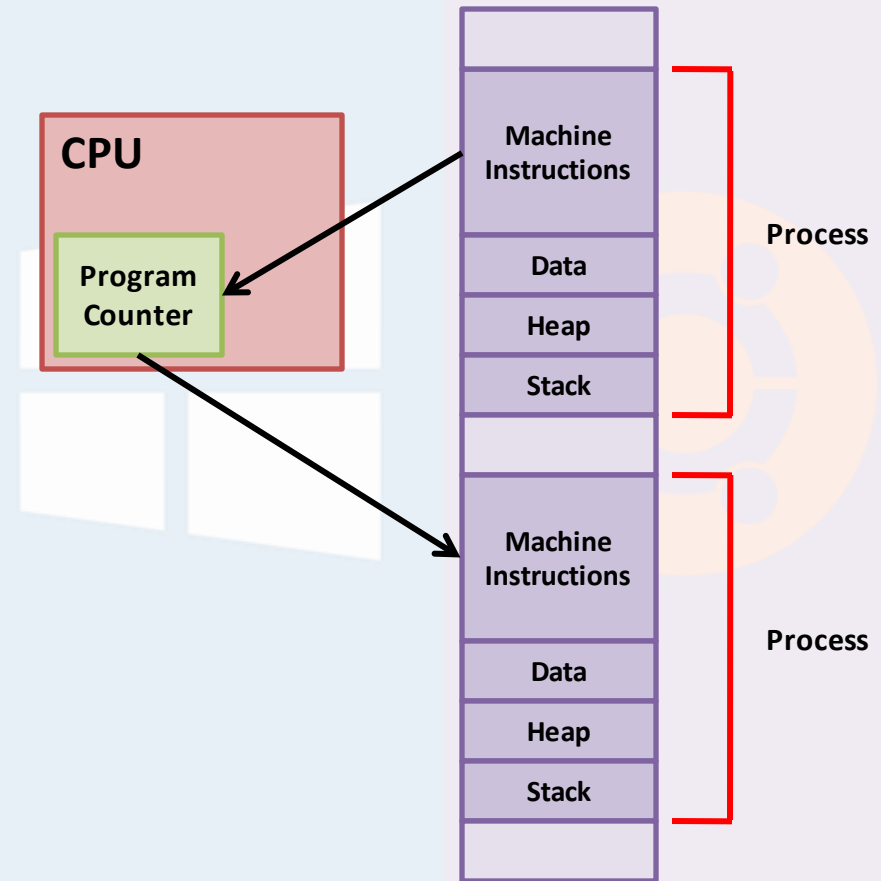 CPU
Program
Counter
Machine
Instructions
Data
Heap
Stack
Process
Machine
Instructions
Data
Heap
Stack
Process